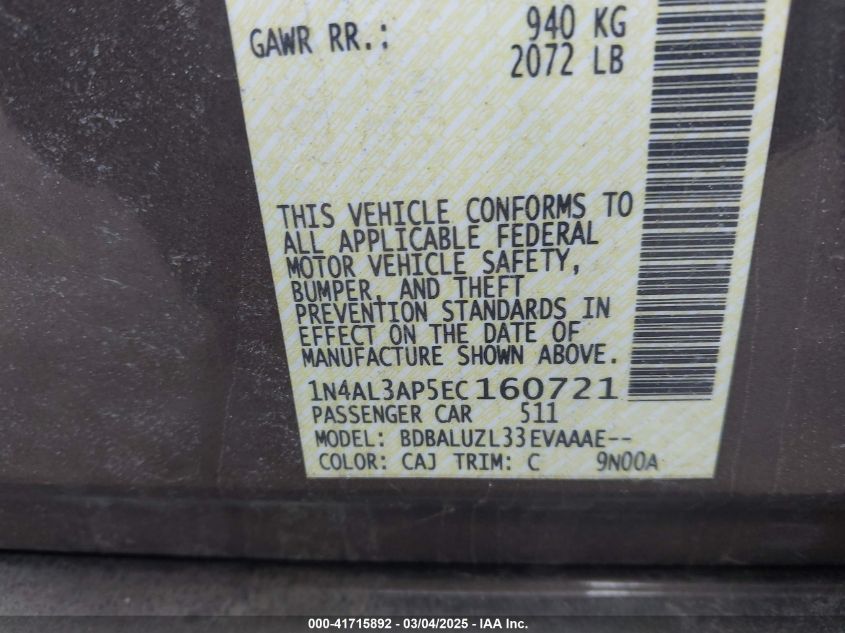 GAWR RR.: 940 KG
2072 LB
THIS VEHICLE CONFORMS TO
ALL APPLICABLE FEDERAL
MOTOR VEHICLE SAFETY,
BUMPER, AND THEFT
PREVENTION STANDARDS IN
EFFECT ON THE DATE OF
MANUFACTURE SHOWN ABOVE.
1N4AL3AP5EC160721
PASSENGER CAR 511
MODEL: BDBALUZL33EVAAAE--
COLOR: CAJ TRIM: C 9N00A
000-41715892 — 03/04/2025 — IAA Inc.